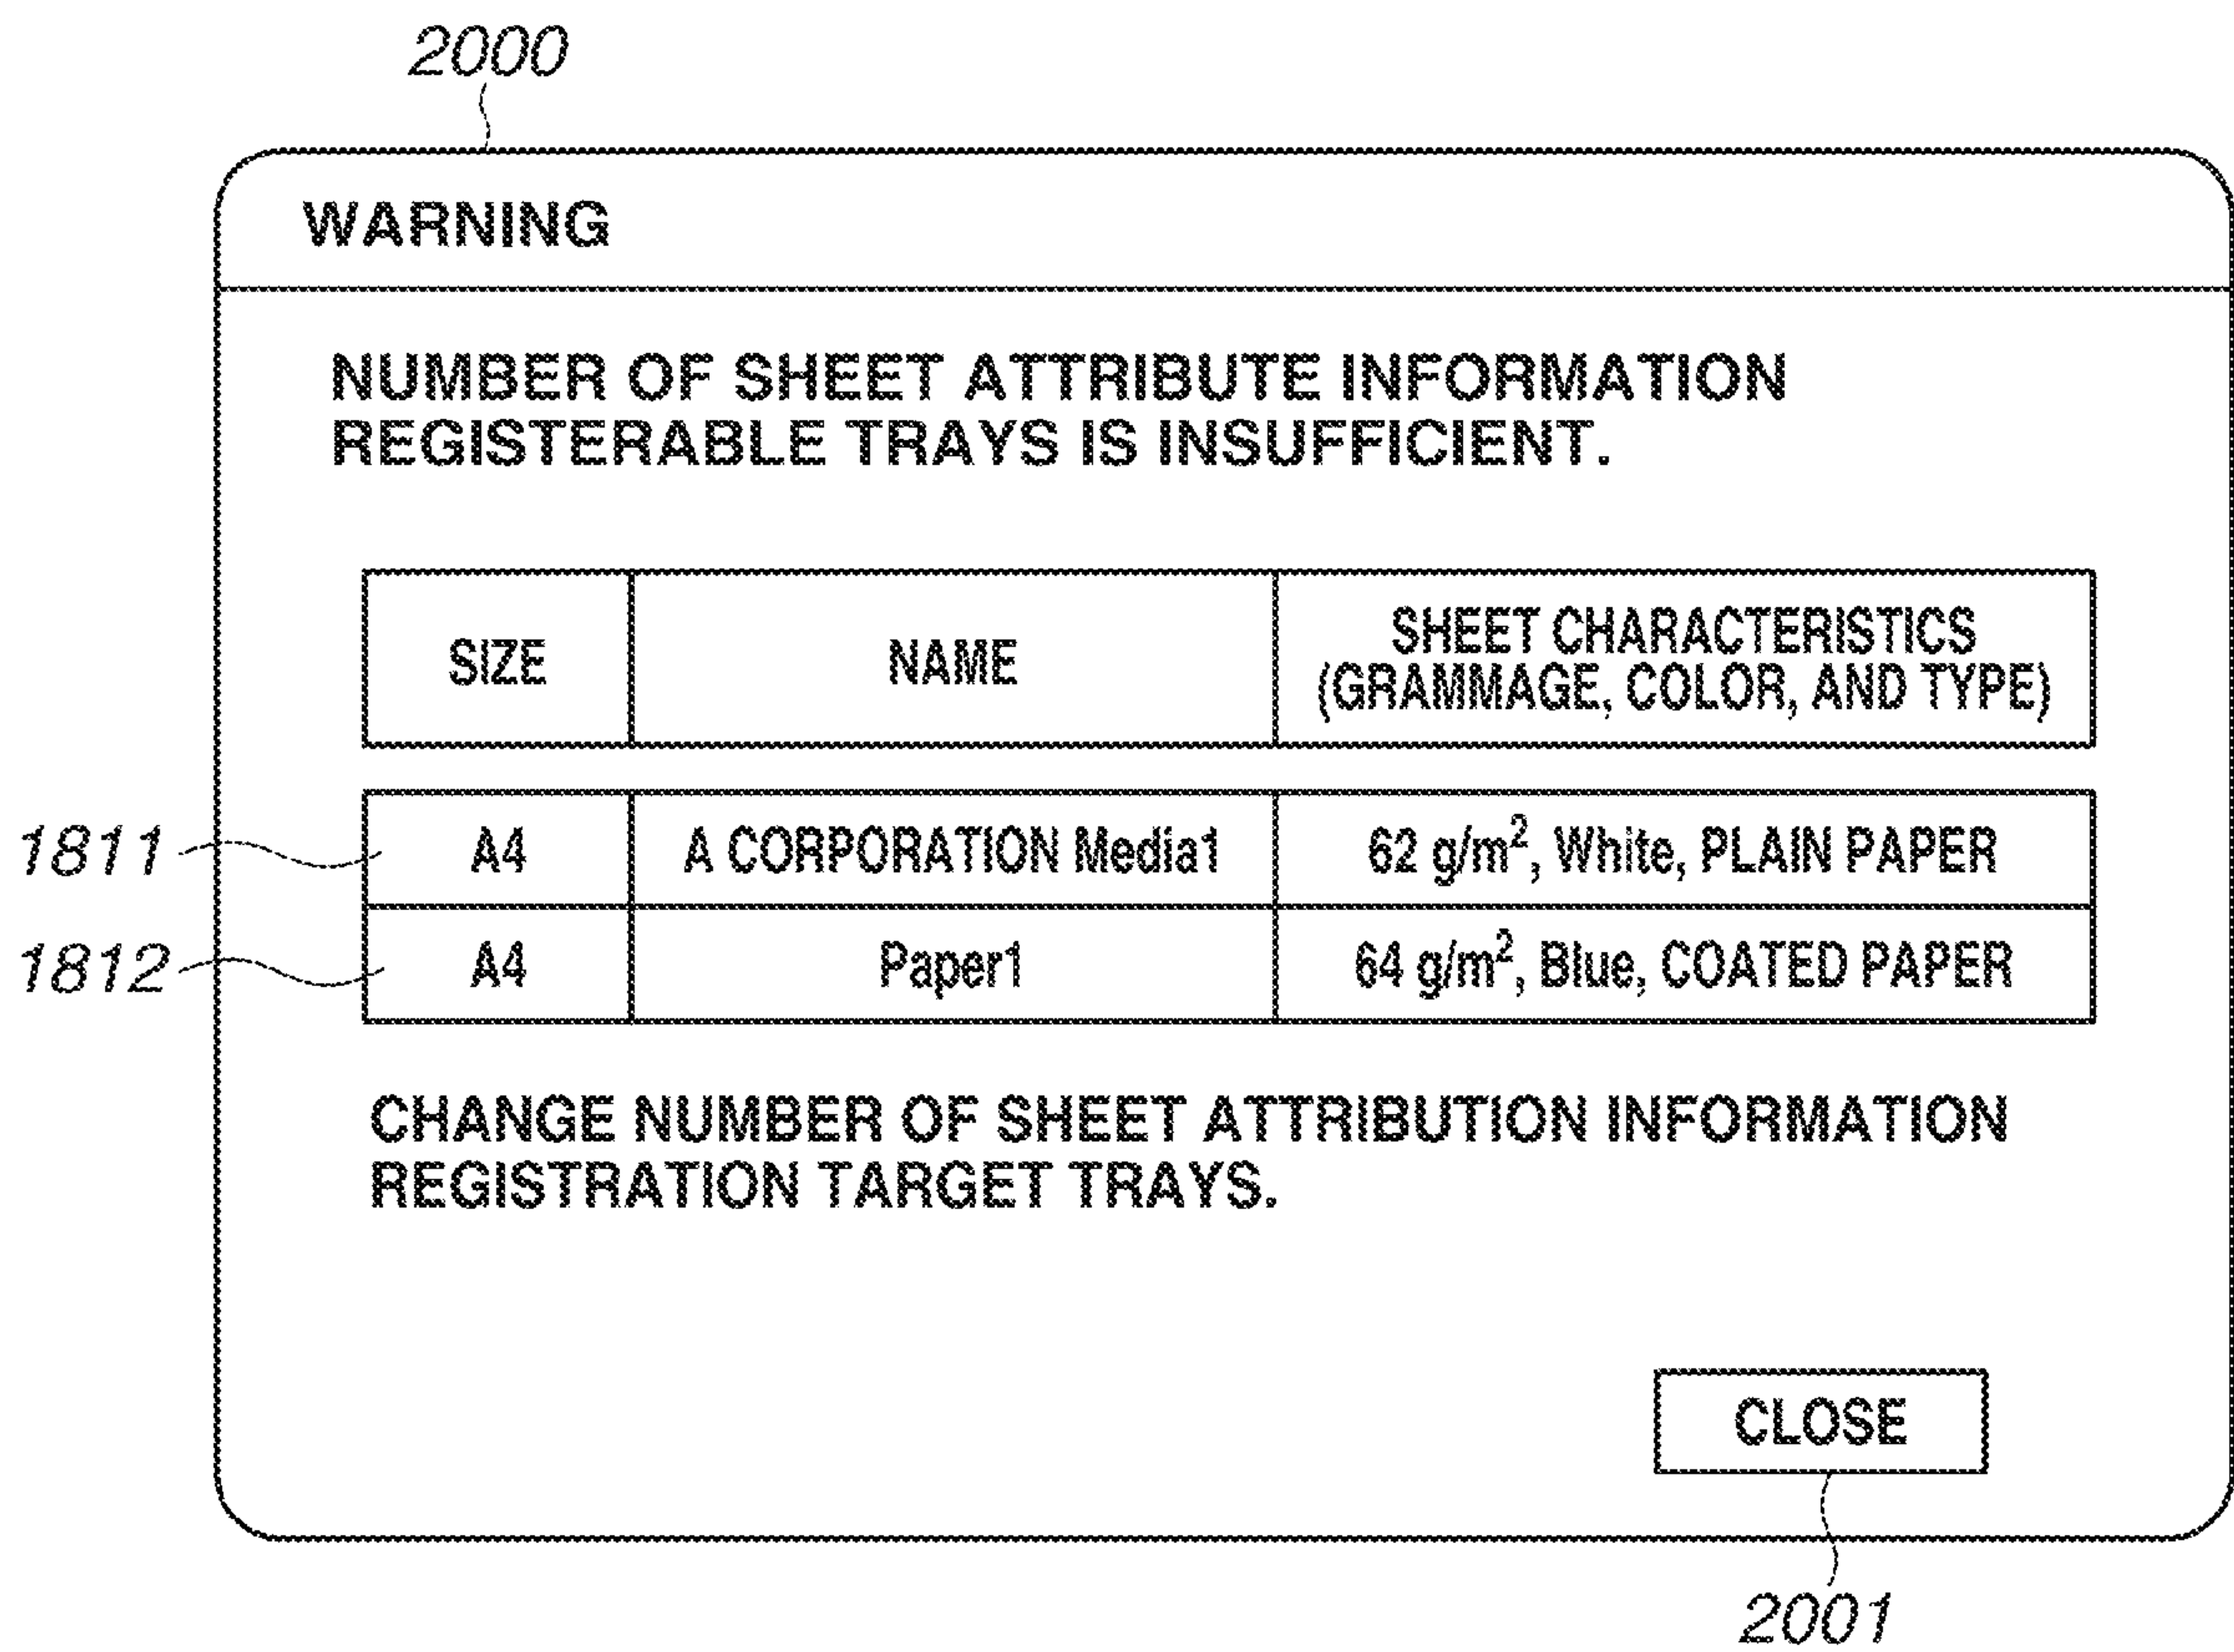 2000
WARNING
NUMBER OF SHEET ATTRIBUTE INFORMATION
REGISTERABLE TRAYS IS INSUFFICIENT.
SIZE NAME SHEET CHARACTERISTICS
(GRAMMAGE, COLOR, AND TYPE)
1811 A4 A CORPORATION Media1 62 g/m², White, PLAIN PAPER
1812 A4 Paper1 64 g/m², Blue, COATED PAPER
CHANGE NUMBER OF SHEET ATTRIBUTION INFORMATION
REGISTRATION TARGET TRAYS.
CLOSE
2001